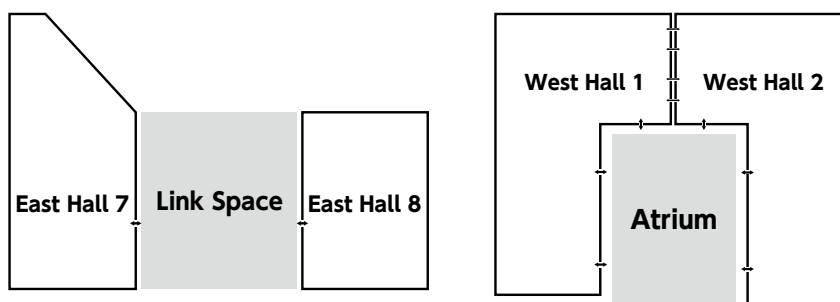 East Hall 7
Link Space
East Hall 8
West Hall 1
West Hall 2
Atrium